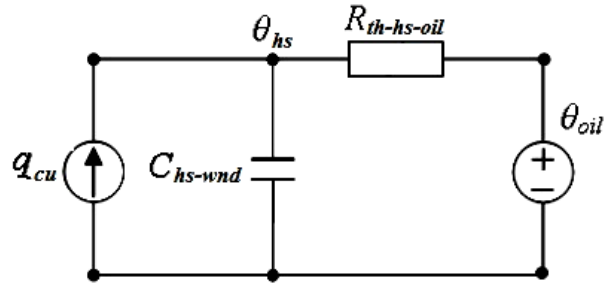 θhs
Rth-hs-oil
θoil
qcu
Chs-wnd
+
−